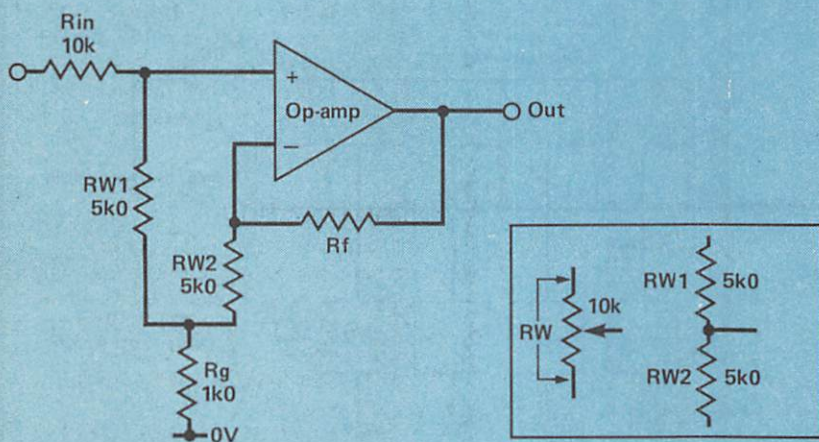 Rin
10k
+
Op-amp
−
Out
RW1
5k0
RW2
5k0
Rf
Rg
1k0
0V
RW
10k
RW1
5k0
RW2
5k0